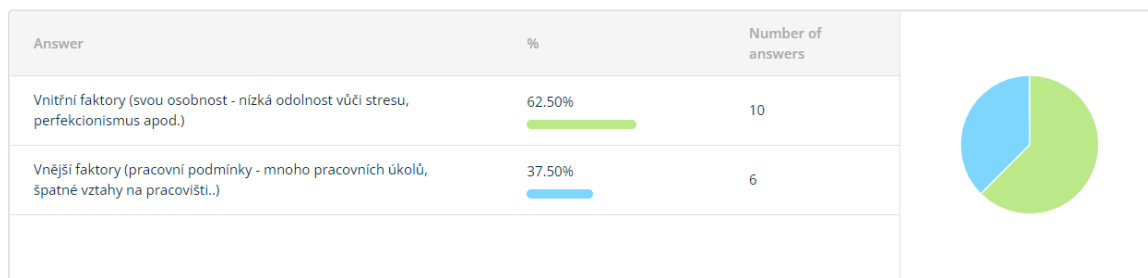 Answer % Number of
answers
Vnitřní faktory (svou osobnost - nízká odolnost vůči stresu,
perfekcionismus apod.)
62.50%
10
Vnější faktory (pracovní podmínky - mnoho pracovních úkolů,
špatné vztahy na pracovišti..)
37.50%
6